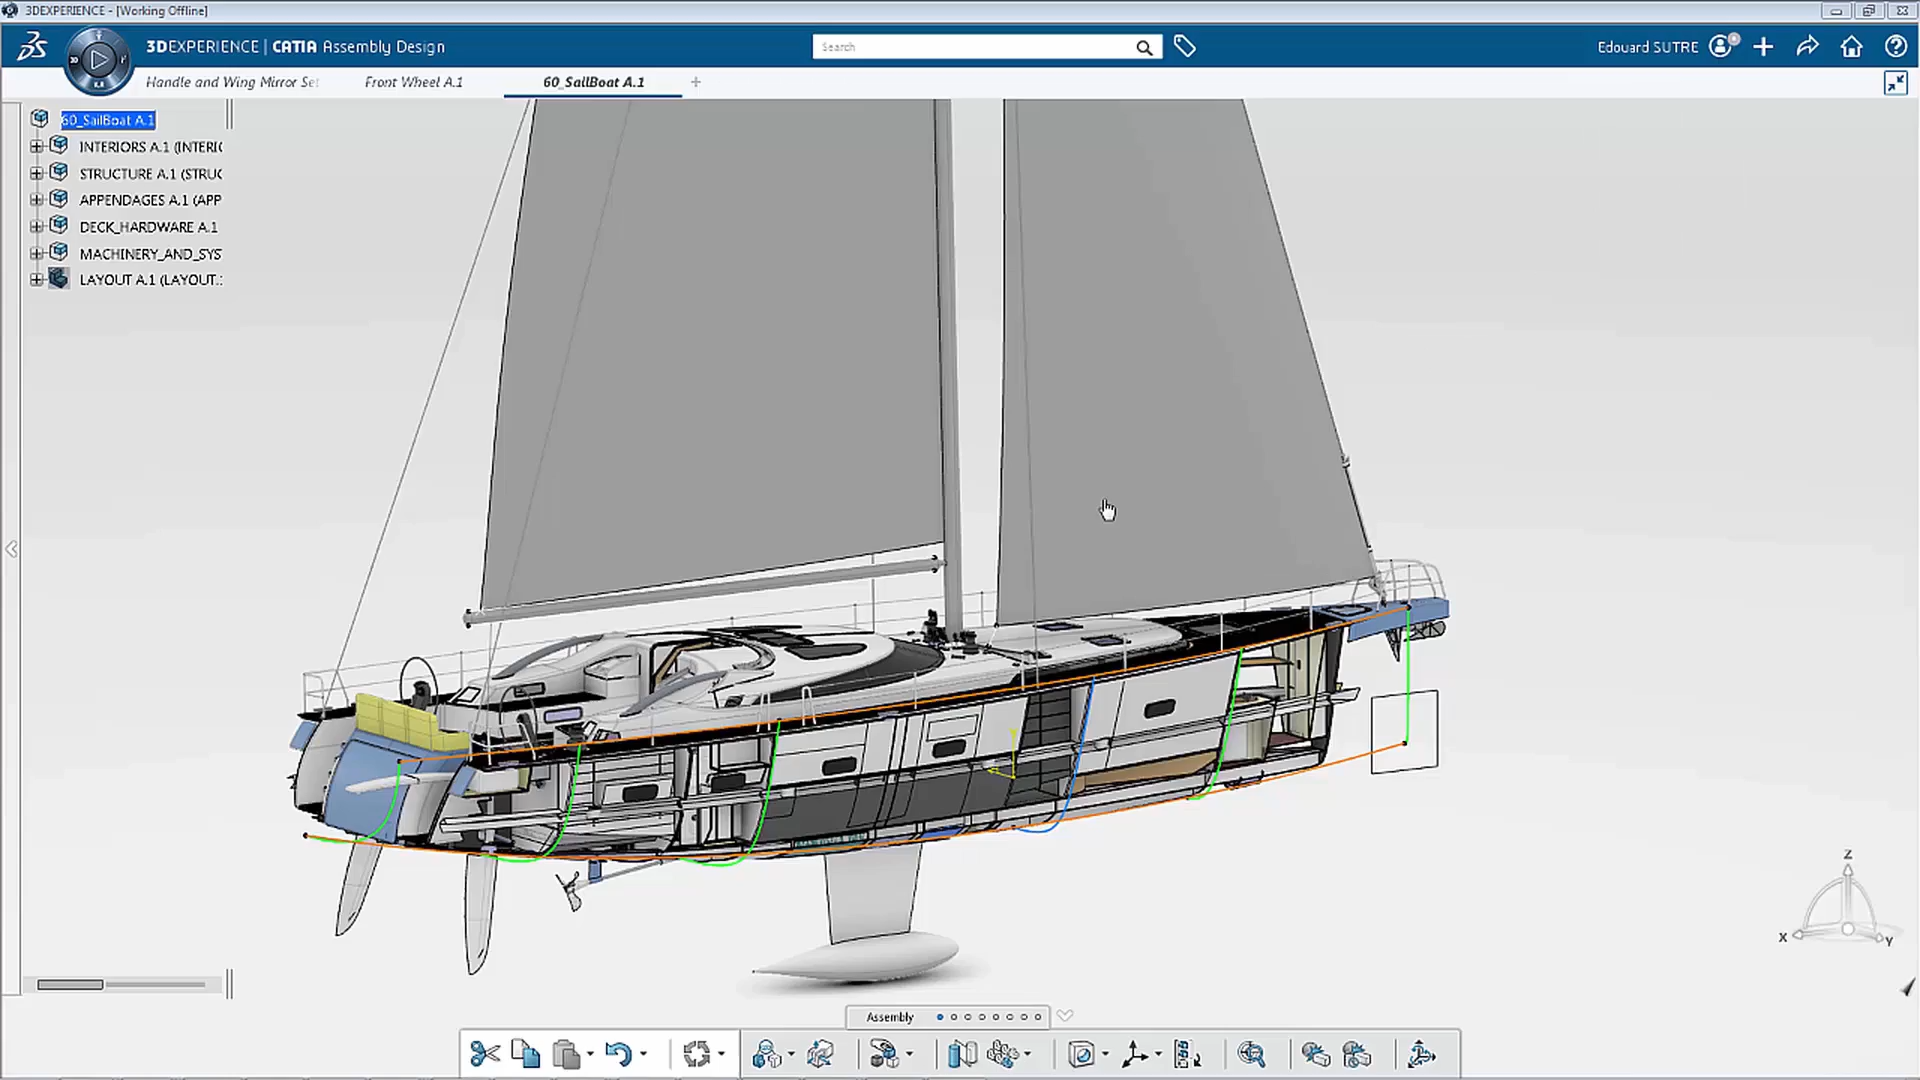 3DEXPERIENCE - [Working Offline]
3DEXPERIENCE | CATIA Assembly Design
Search
Edouard SUTRE
Handle and Wing Mirror Set
Front Wheel A.1
60_SailBoat A.1
+
60_SailBoat A.1
INTERIORS A.1 (INTERI
STRUCTURE A.1 (STRUC
APPENDAGES A.1 (APP
DECK_HARDWARE A.1
MACHINERY_AND_SYS
LAYOUT A.1 (LAYOUT.:
Z
X
Y
Assembly